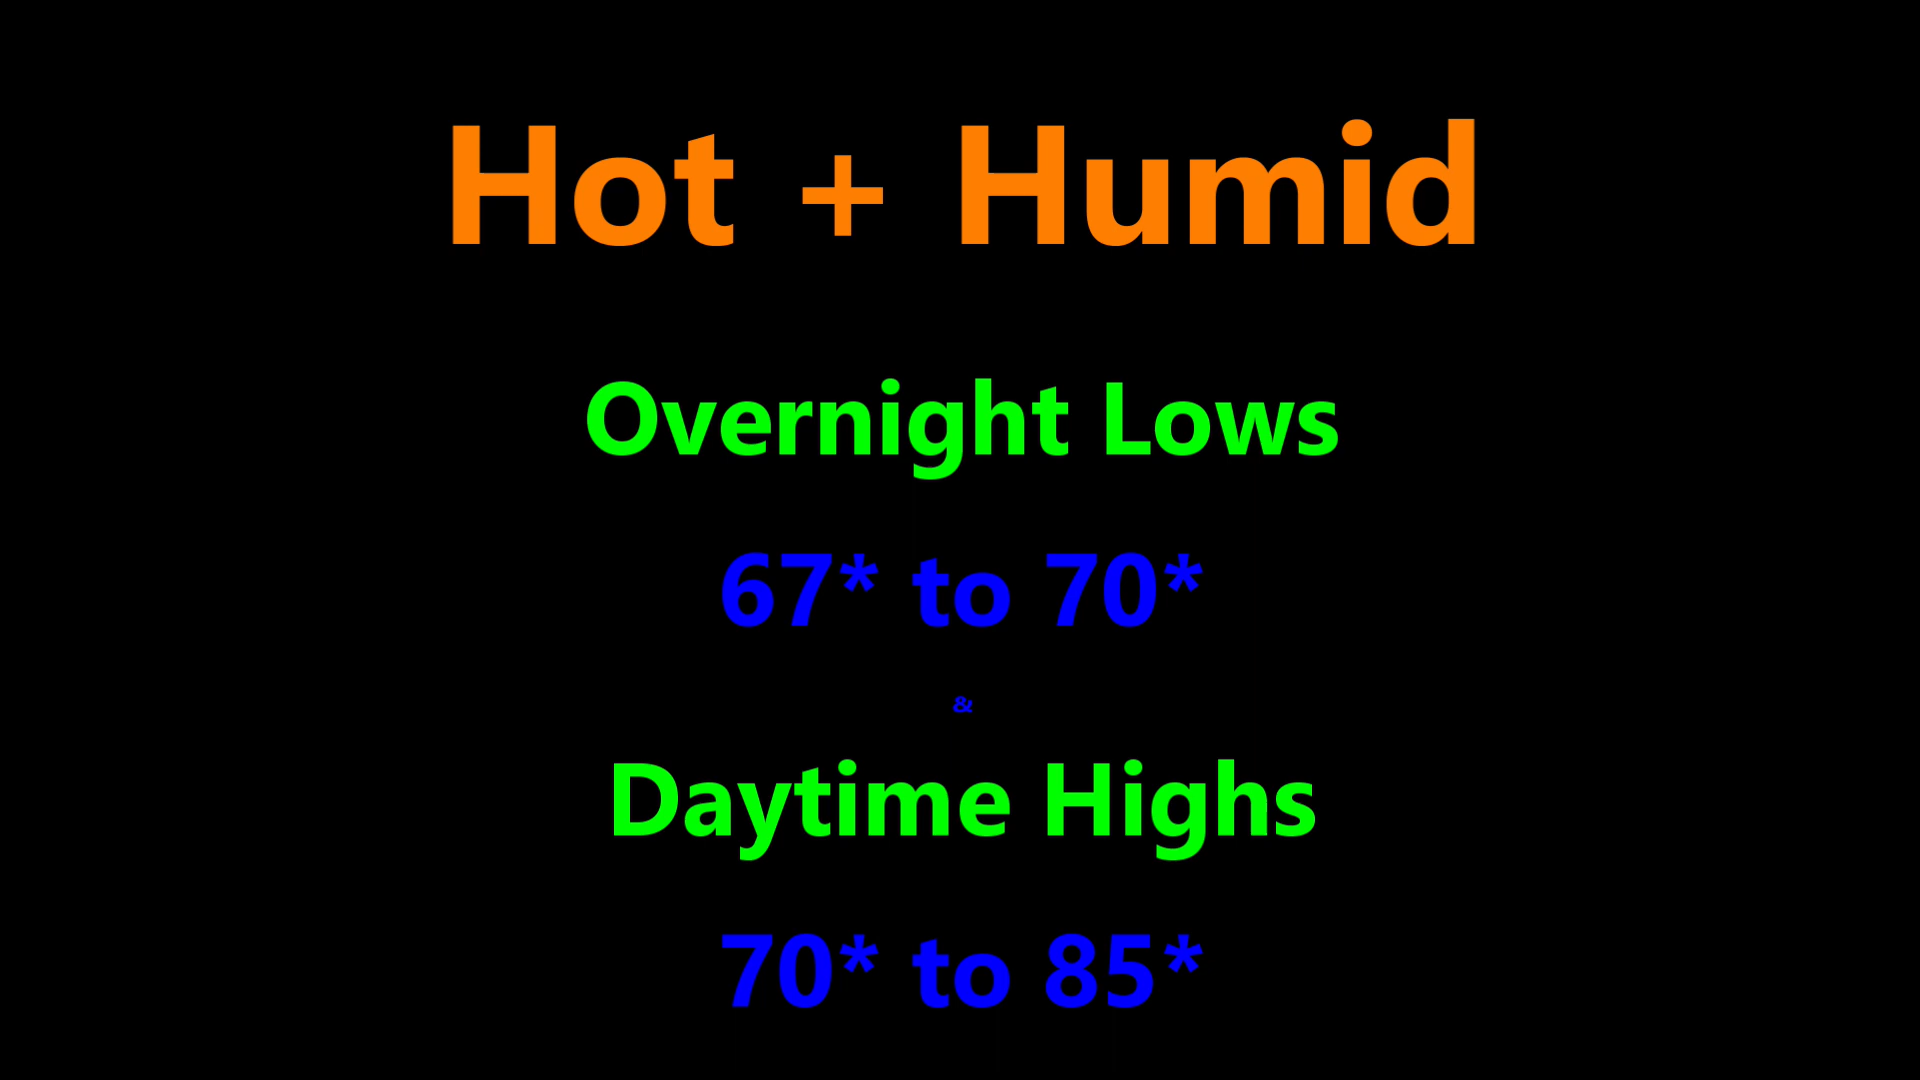 Hot + Humid
Overnight Lows
67* to 70*
&
Daytime Highs
70* to 85*